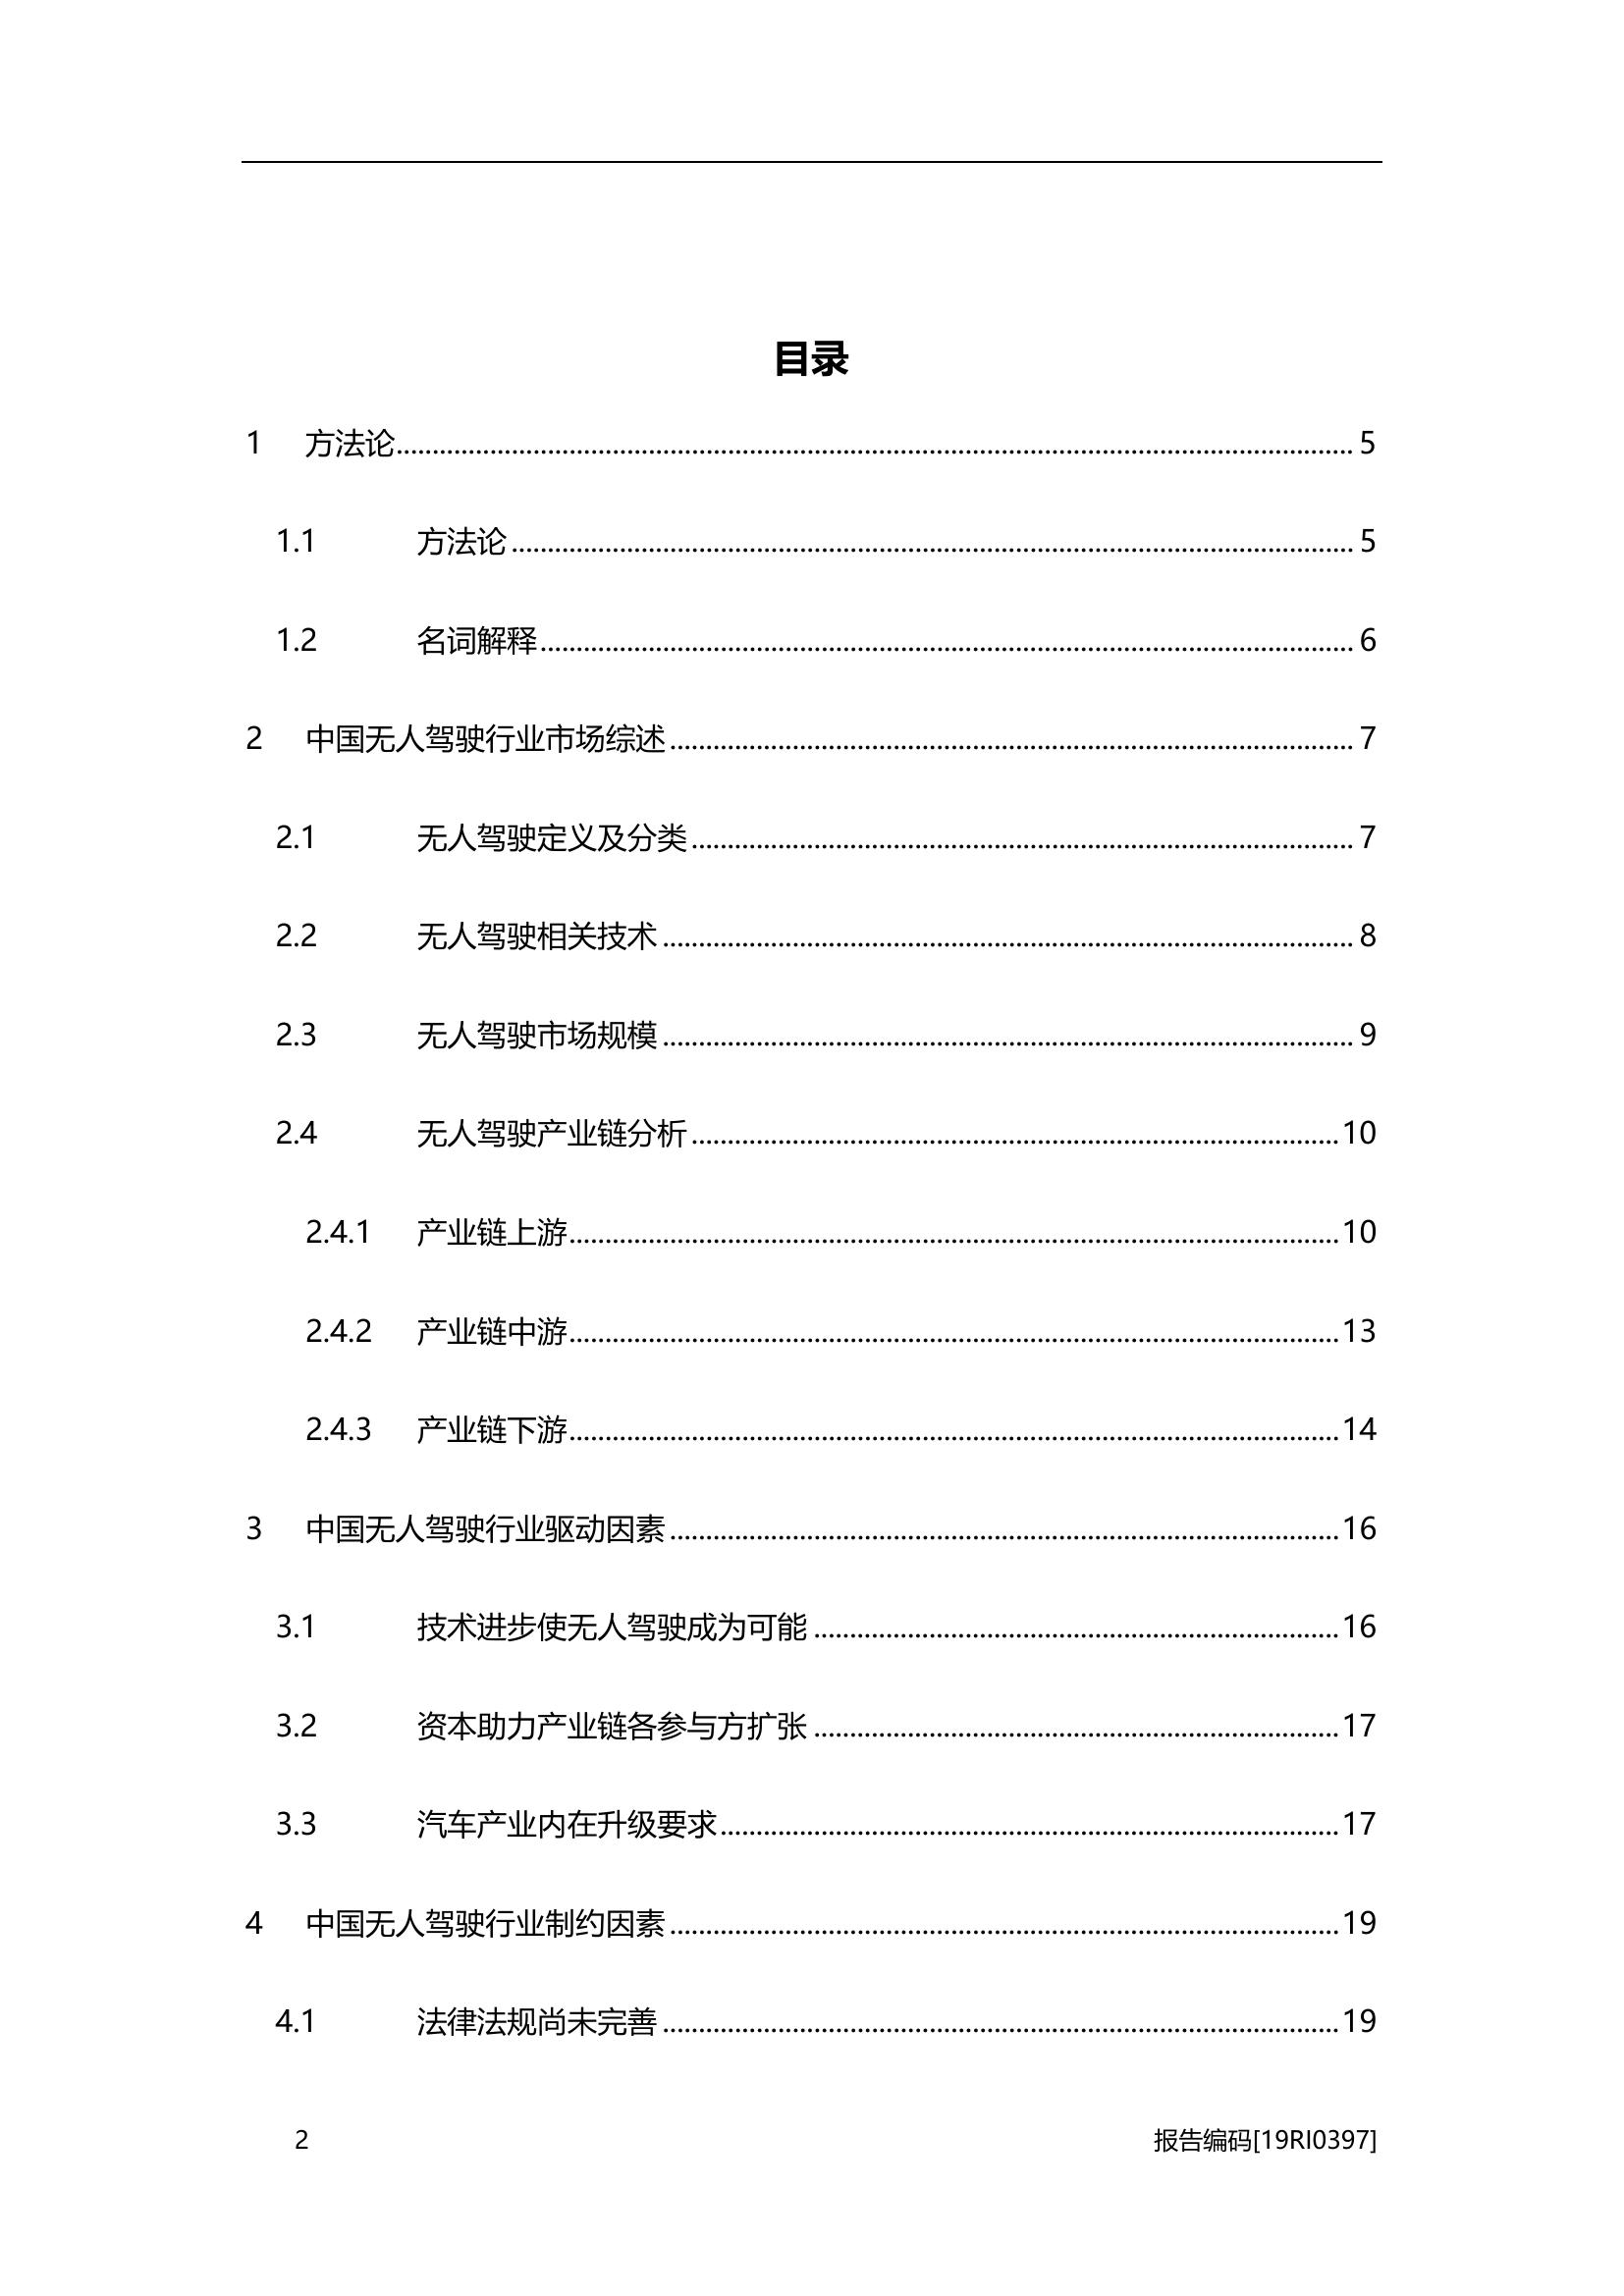 目录
1 方法论........................................ 5
1.1 方法论........................................ 5
1.2 名词解释........................................ 6
2 中国无人驾驶行业市场综述........................................ 7
2.1 无人驾驶定义及分类........................................ 7
2.2 无人驾驶相关技术........................................ 8
2.3 无人驾驶市场规模........................................ 9
2.4 无人驾驶产业链分析........................................ 10
2.4.1 产业链上游........................................ 10
2.4.2 产业链中游........................................ 13
2.4.3 产业链下游........................................ 14
3 中国无人驾驶行业驱动因素........................................ 16
3.1 技术进步使无人驾驶成为可能........................................ 16
3.2 资本助力产业链各参与方扩张........................................ 17
3.3 汽车产业内在升级要求........................................ 17
4 中国无人驾驶行业制约因素........................................ 19
4.1 法律法规尚未完善........................................ 19
2 报告编码[19RI0397]